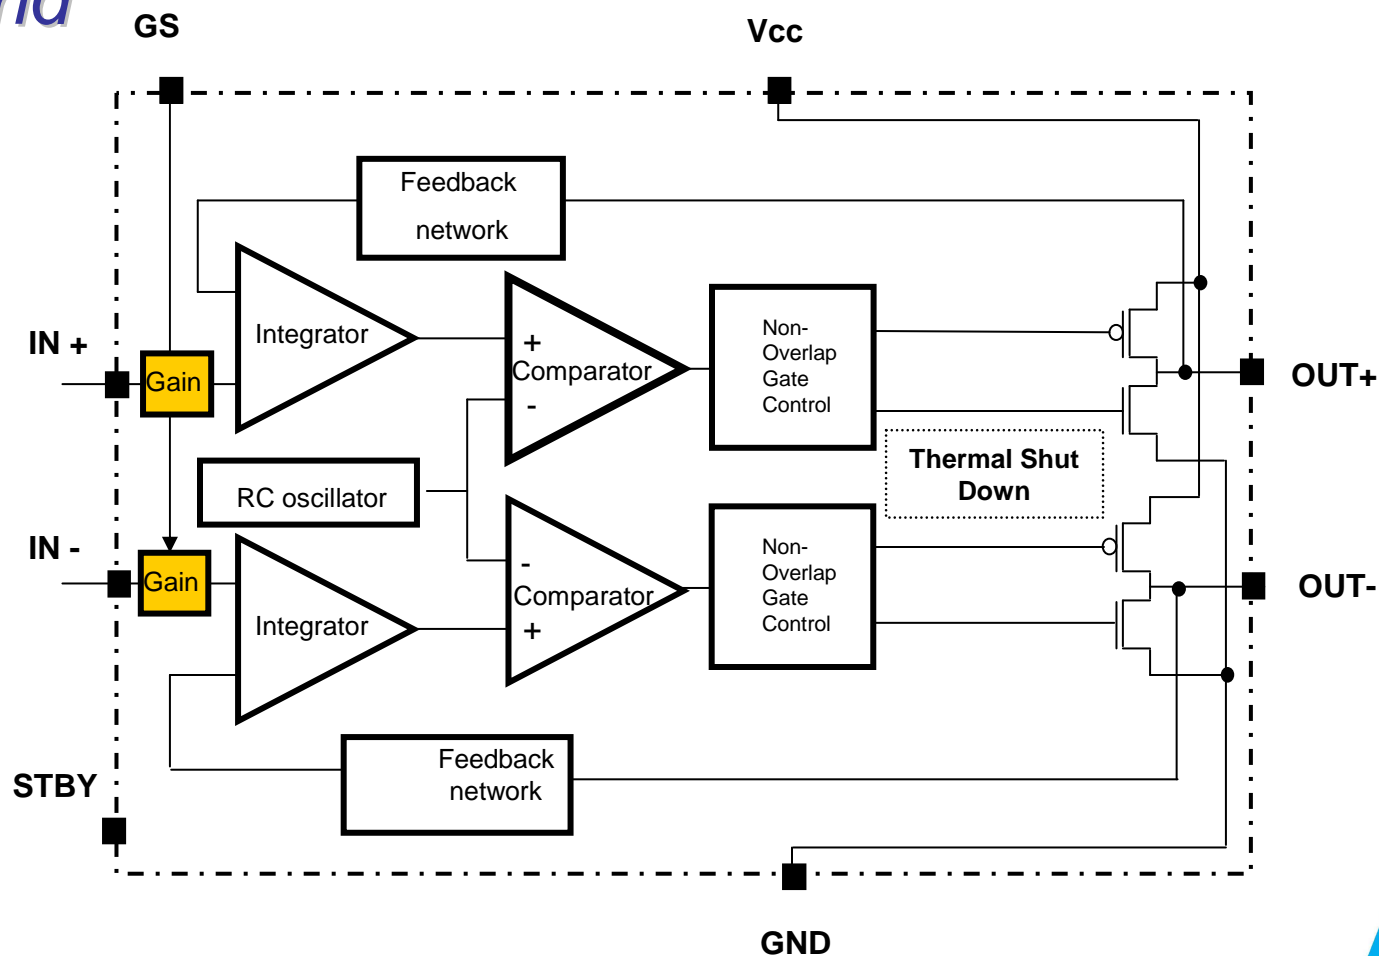 GS
Vcc
Feedback
network
Integrator
+
Comparator
-
Non-
Overlap
Gate
Control
IN +
Gain
OUT+
Thermal Shut
Down
RC oscillator
IN -
Gain
Integrator
-
Comparator
+
Non-
Overlap
Gate
Control
OUT-
Feedback
network
STBY
GND